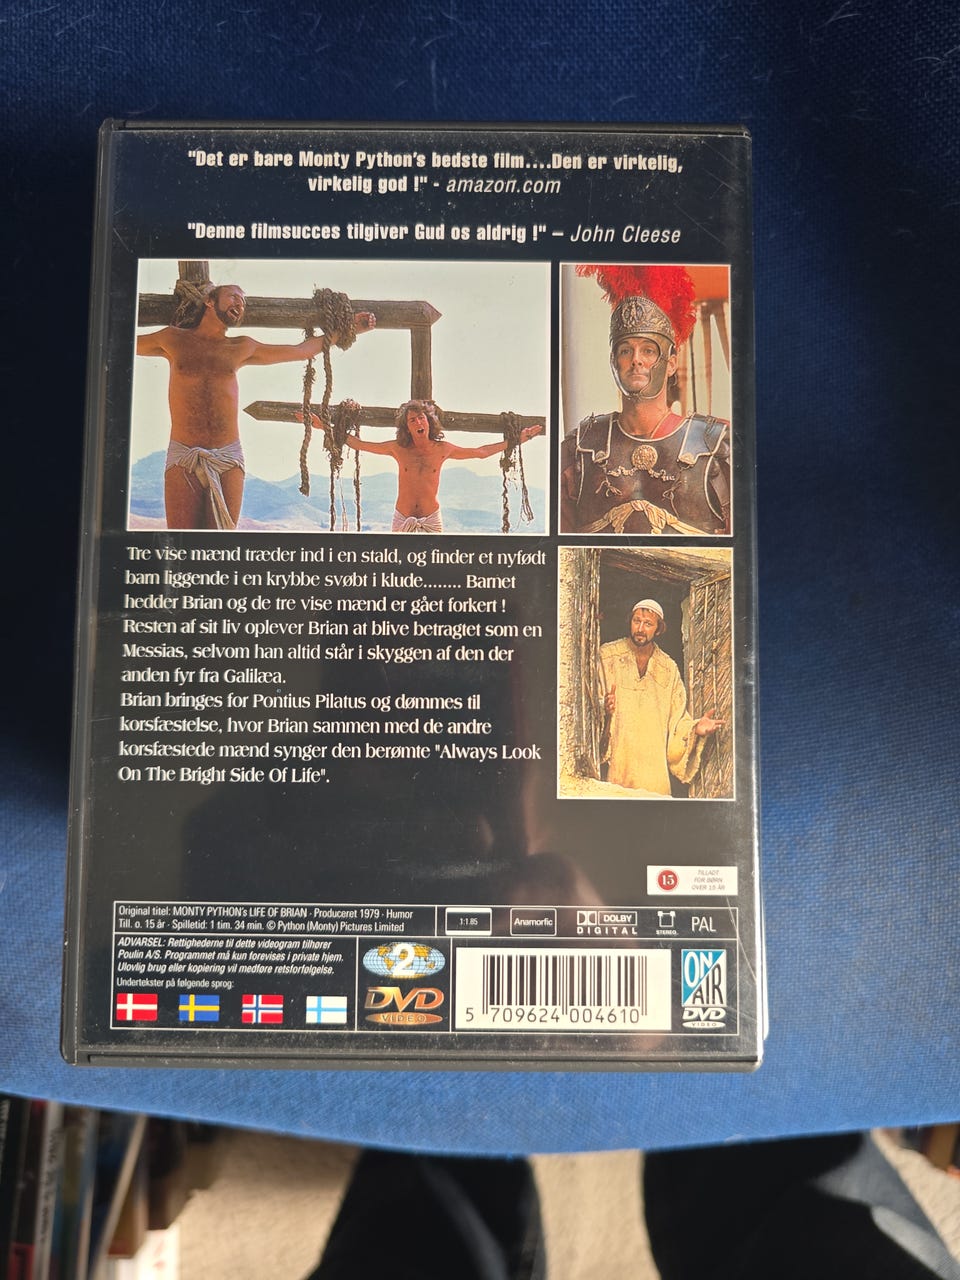 "Det er bare Monty Python's bedste film....Den er virkelig,
virkelig god !" - amazon.com
"Denne filmsucces tilgiver Gud os aldrig !" – John Cleese
Tre vise mænd træder ind i en stald, og finder et nyfødt
barn liggende i en krybbe svøbt i klude........ Barnet
hedder Brian og de tre vise mænd er gået forkert !
Resten af sit liv oplever Brian at blive betragtet som en
Messias, selvom han altid står i skyggen af den der
anden fyr fra Galilæa.
Brian bringes for Pontius Pilatus og dømmes til
korsfæstelse, hvor Brian sammen med de andre
korsfæstede mænd synger den berømte "Always Look
On The Bright Side Of Life".
15
TILLADT
FOR BØRN
OVER 15 ÅR
Original titel: MONTY PYTHON's LIFE OF BRIAN · Produceret 1979 · Humor
Till. o. 15 år · Spilletid: 1 tim. 34 min. © Python (Monty) Pictures Limited
1:1.85
Anamorfic
DOLBY
DIGITAL
STEREO
PAL
ADVARSEL: Rettighederne til dette videogram tilhører
Poulin A/S. Programmet må kun forevises i private hjem.
Ulovlig brug eller kopiering vil medføre retsforfølgelse.
Undertekster på følgende sprog:
2
DVD
VIDEO
5 709624 004610
ON
AIR
DVD
VIDEO